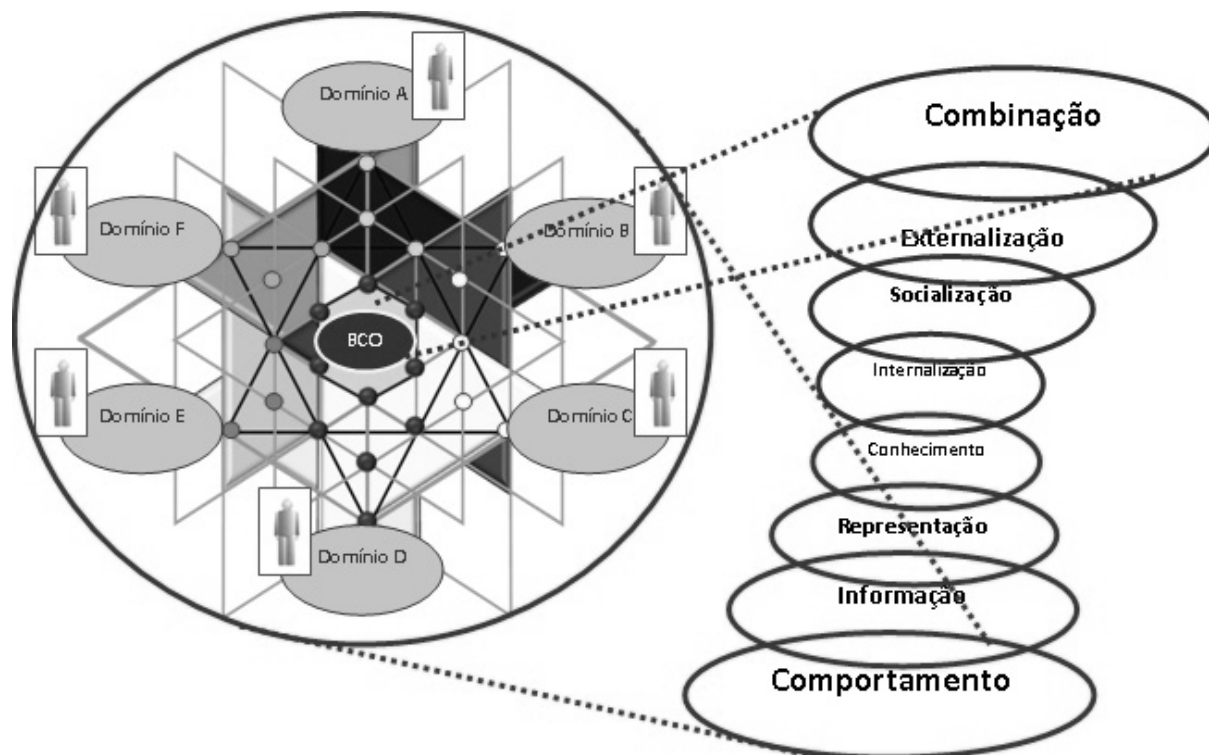 Domínio A
Domínio F
Domínio B
BCO
Domínio E
Domínio C
Domínio D
Combinação
Externalização
Socialização
Internalização
Conhecimento
Representação
Informação
Comportamento